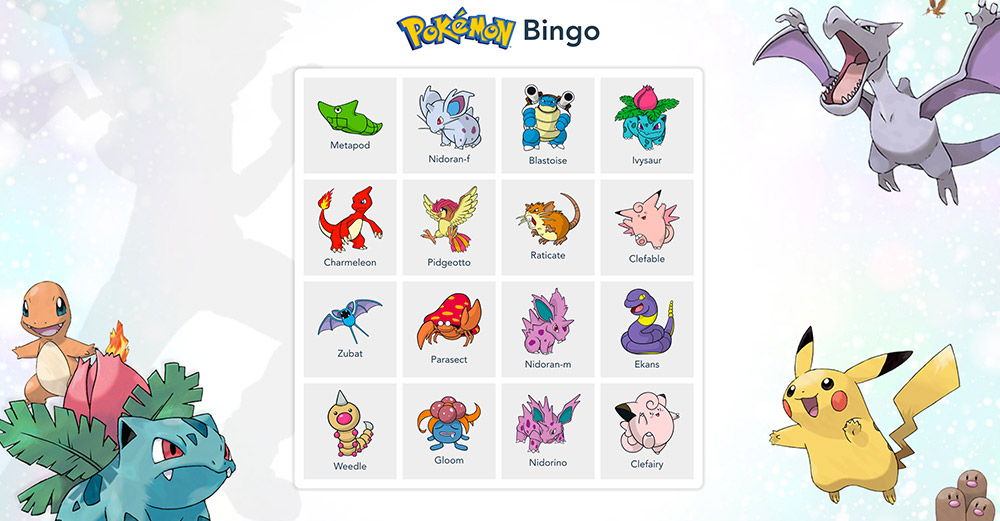 POKéMON Bingo
Metapod Nidoran-f Blastoise Ivysaur
Charmeleon Pidgeotto Raticate Clefable
Zubat Parasect Nidoran-m Ekans
Weedle Gloom Nidorino Clefairy